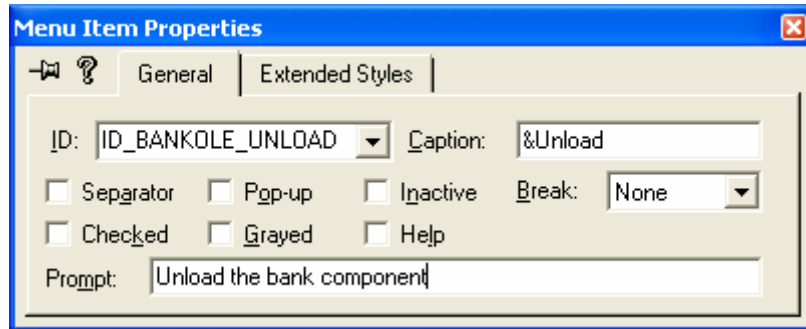 Menu Item Properties
General Extended Styles
ID: ID_BANKOLE_UNLOAD Caption: &Unload
Separator Pop-up Inactive Break: None
Checked Grayed Help
Prompt: Unload the bank component